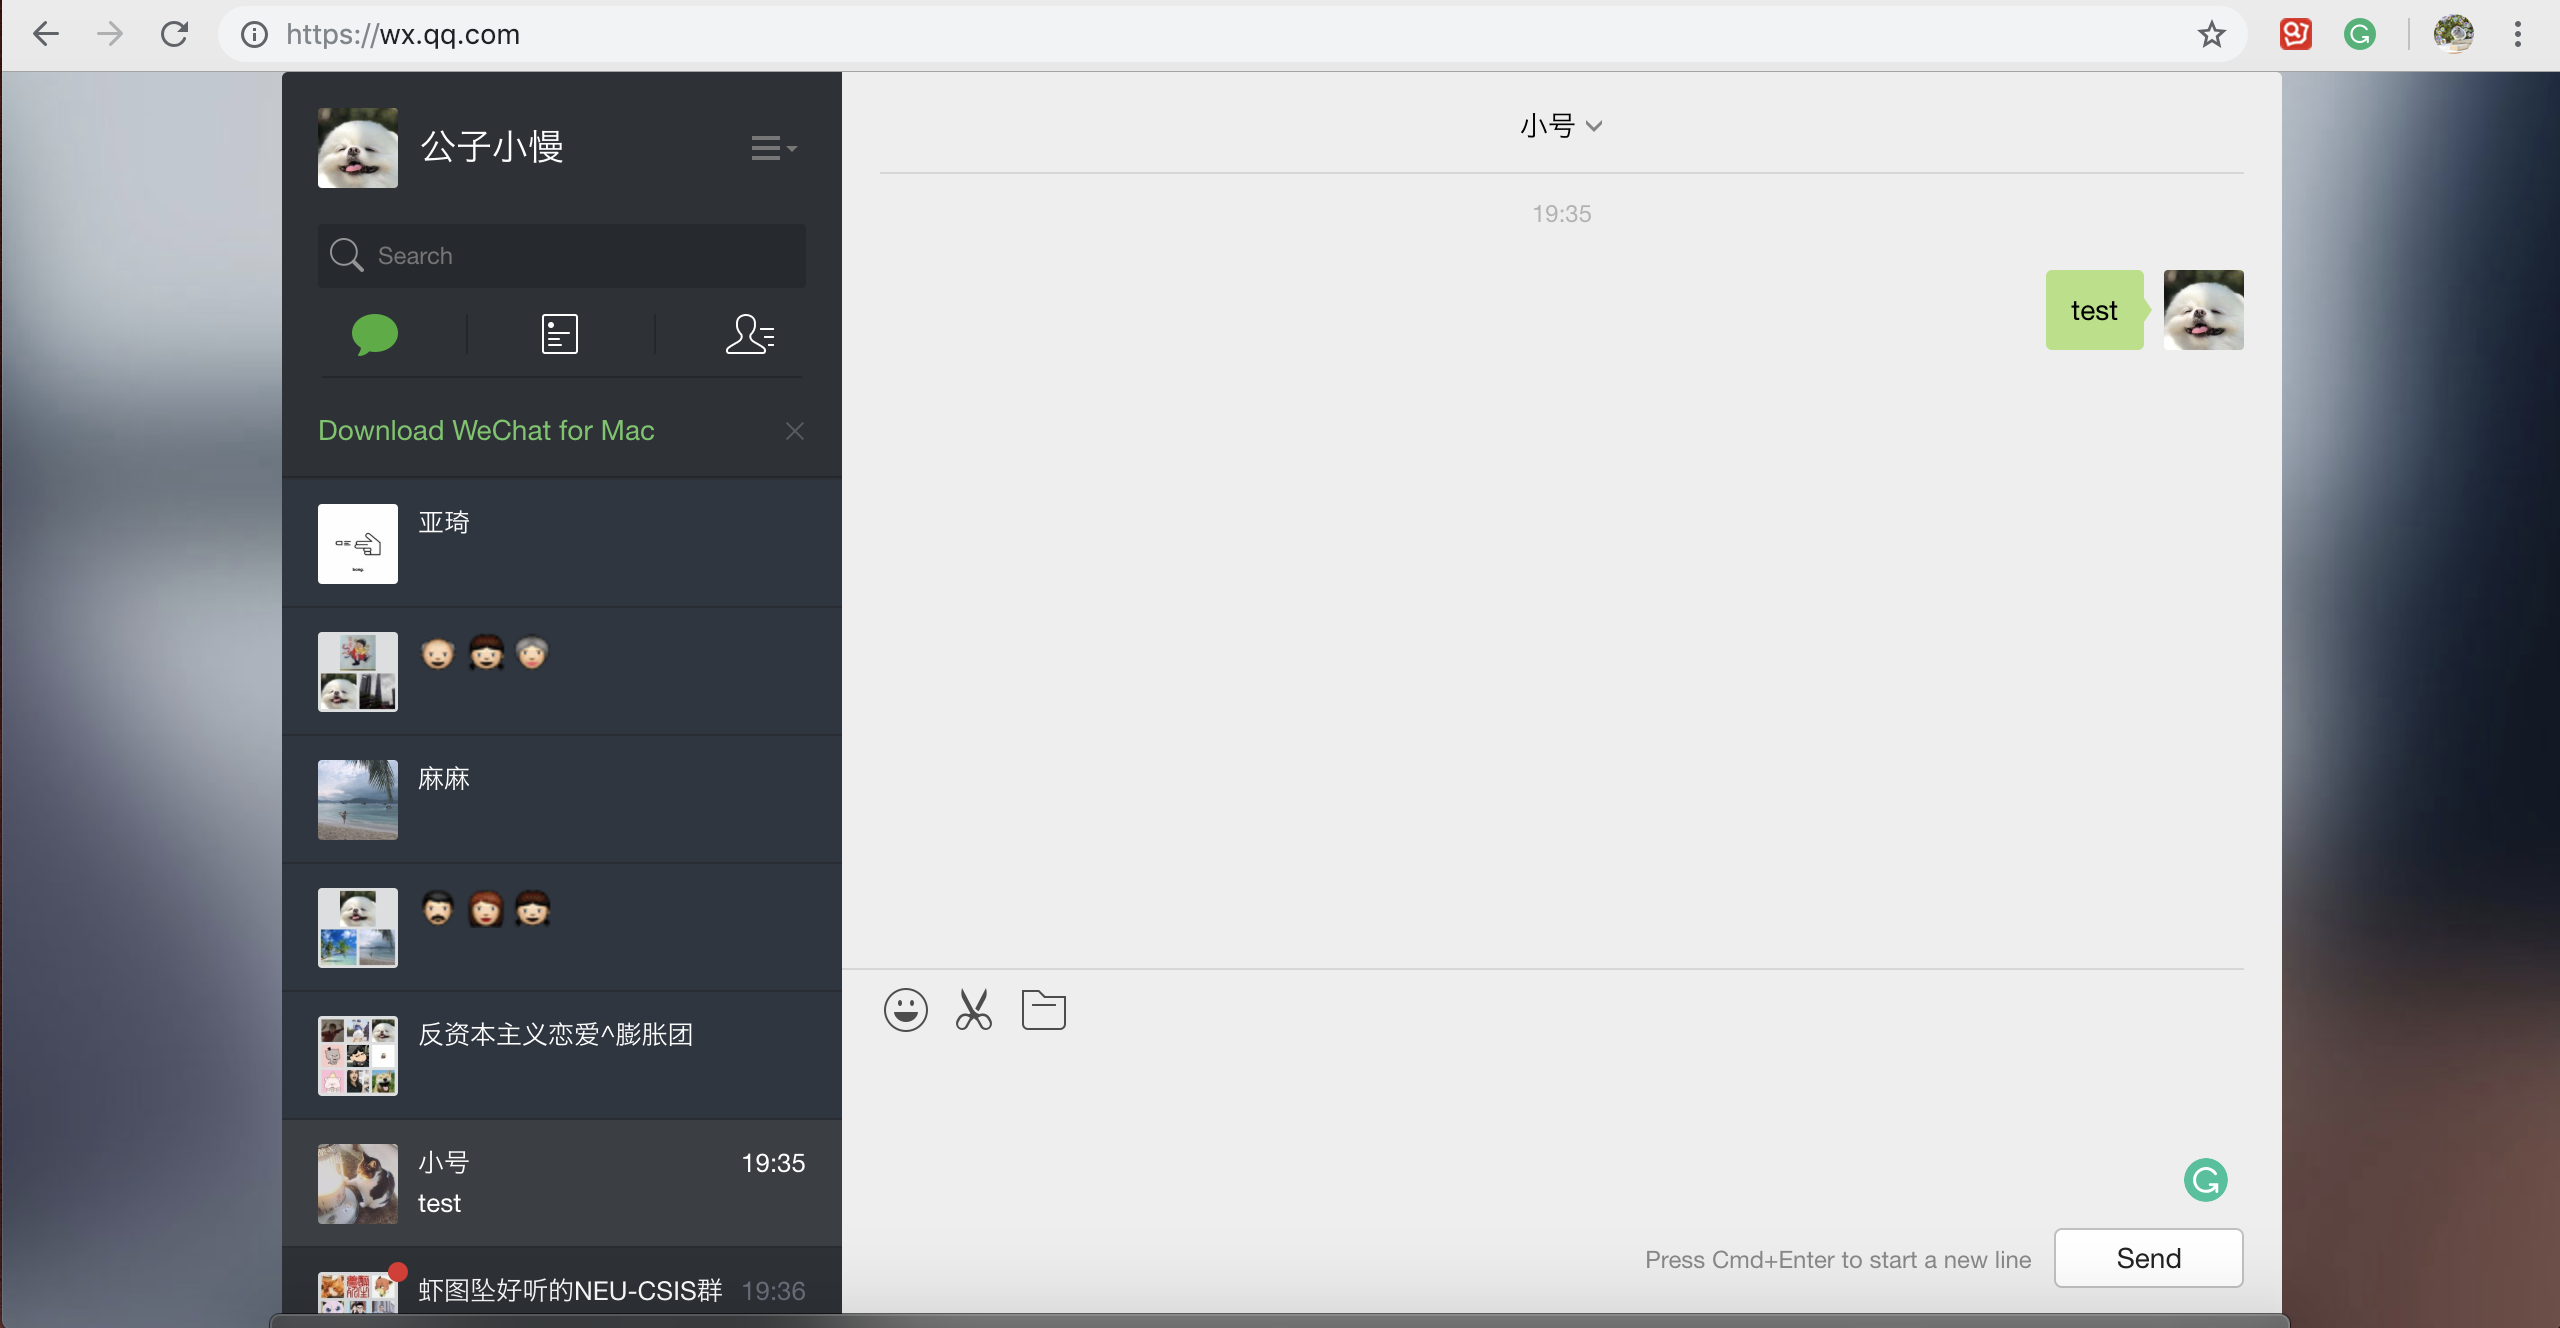 https://wx.qq.com
公子小慢
小号
19:35
Search
test
Download WeChat for Mac
亚琦
麻麻
反资本主义恋爱^膨胀团
小号 19:35
test
虾图坠好听的NEU-CSIS群 19:36
Press Cmd+Enter to start a new line
Send